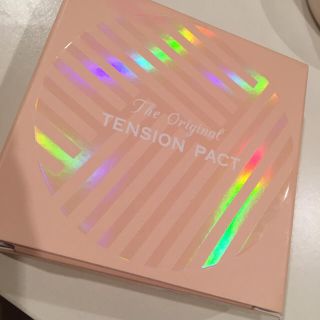 The Original
TENSION PACT